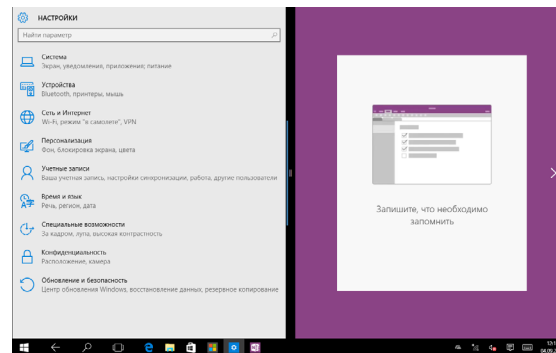 НАСТРОЙКИ
Найти параметр
Система
Экран, уведомления, приложения; питание
Устройства
Bluetooth, принтеры, мышь
Сеть и Интернет
Wi-Fi, режим "в самолете", VPN
Персонализация
Фон, блокировка экрана, цвета
Учетные записи
Ваша учетная запись, настройки синхронизации, работа, другие пользователи
Время и язык
Речь, регион, дата
Специальные возможности
За кадром, лупа, высокая контрастность
Конфиденциальность
Расположение, камера
Обновление и безопасность
Центр обновления Windows, восстановление данных, резервное копирование
Запишите, что необходимо
запомнить